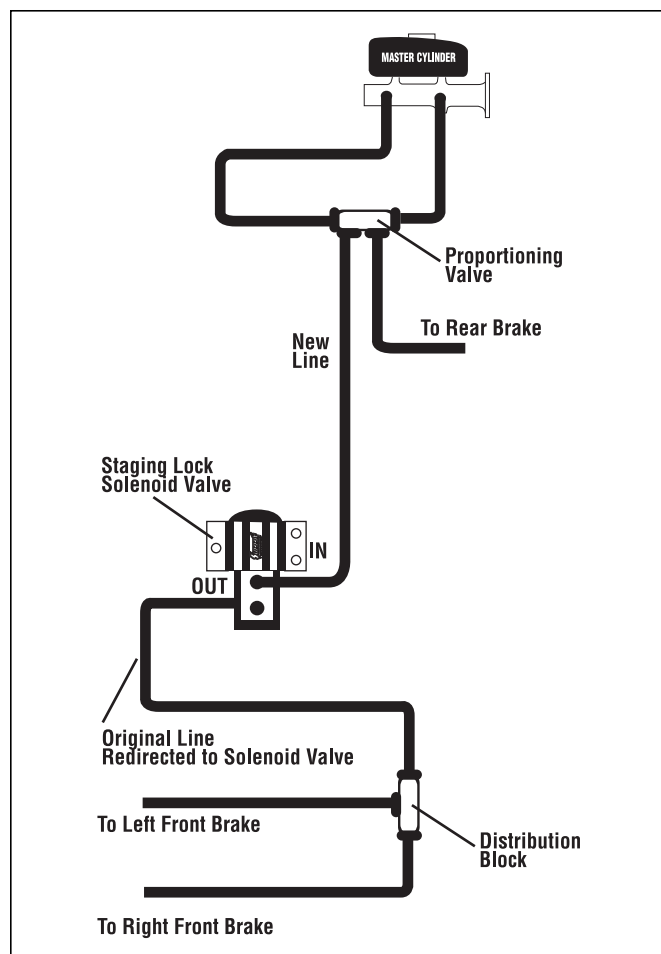 MASTER CYLINDER
Proportioning
Valve
To Rear Brake
New
Line
Staging Lock
Solenoid Valve
IN
OUT
Original Line
Redirected to Solenoid Valve
To Left Front Brake
Distribution
Block
To Right Front Brake